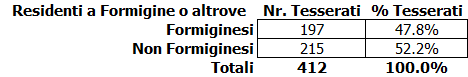 Residenti a Formigine o altrove Nr. Tesserati % Tesserati
Formiginesi 197 47.8%
Non Formiginesi 215 52.2%
Totali 412 100.0%